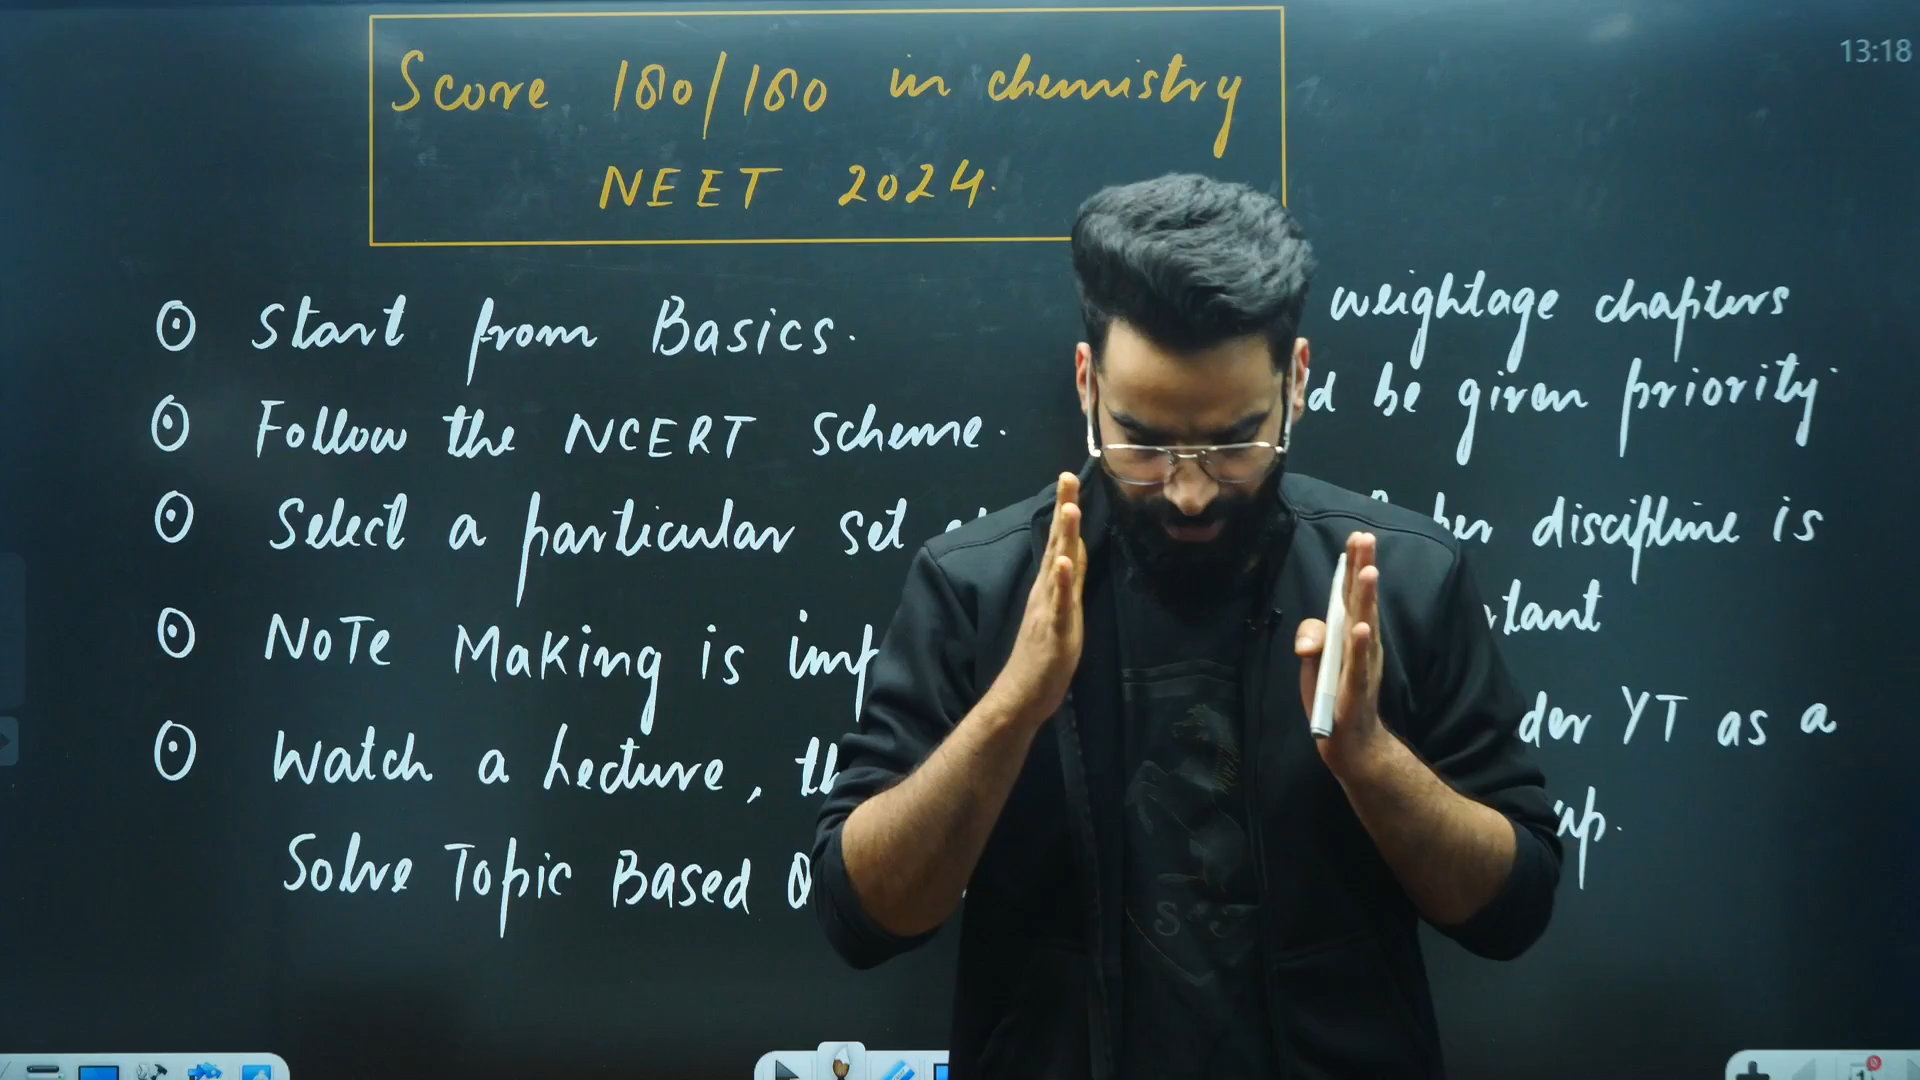 13:18
Score 180/180 in chemistry
NEET 2024.
Start from Basics.
Follow the NCERT Scheme.
Select a particular set
NOTE Making is
Watch a Lecture,
Solve Topic Based
weightage chapters
be given priority
discipline is
YT as a